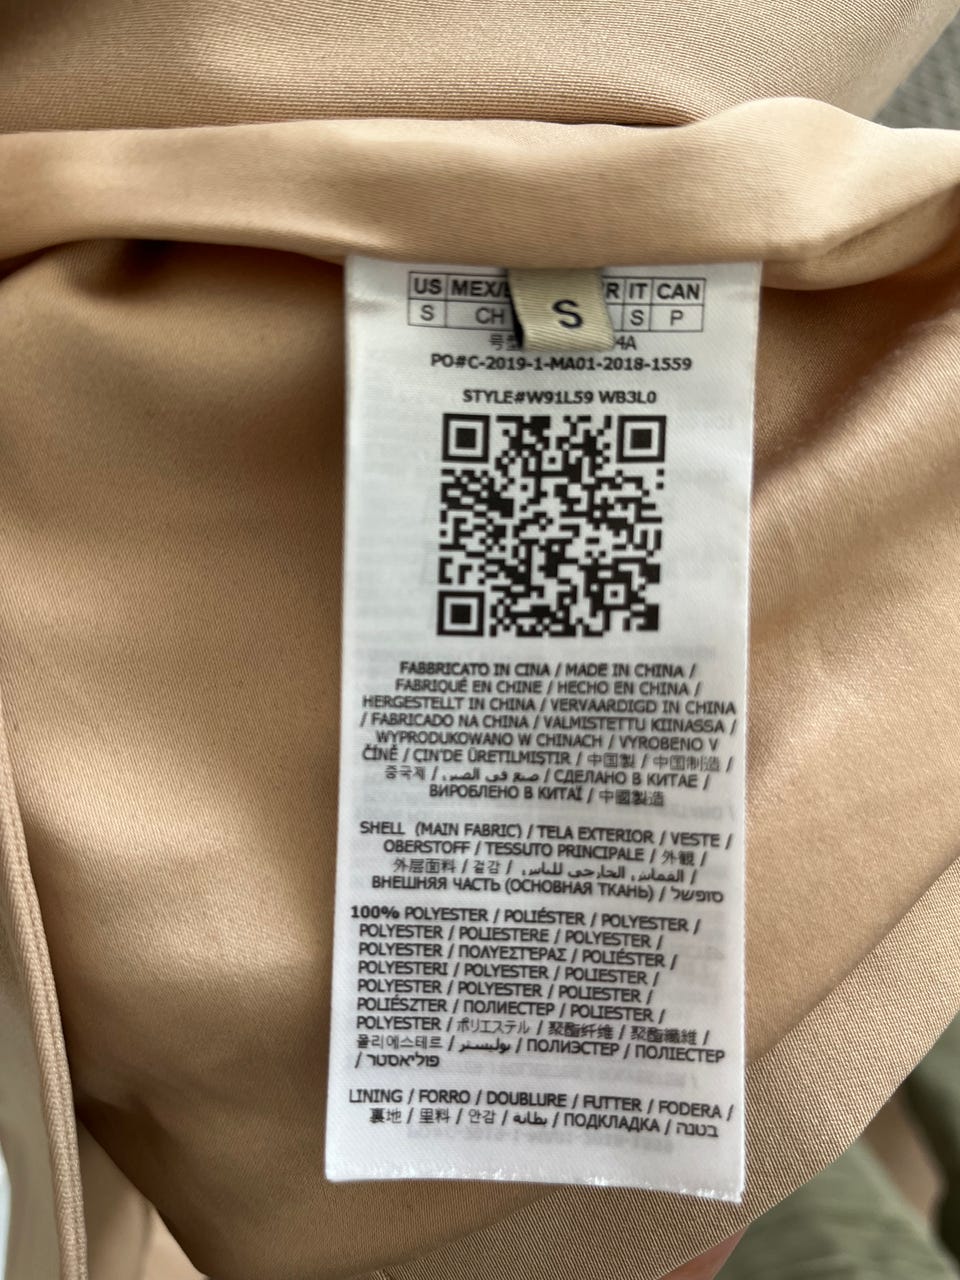 US MEX/E R IT CAN
S CH S S P
号型 4A
PO#C-2019-1-MA01-2018-1559
STYLE#W91L59 WB3L0
FABBRICATO IN CINA / MADE IN CHINA /
FABRIQUÉ EN CHINE / HECHO EN CHINA /
HERGESTELLT IN CHINA / VERVAARDIGD IN CHINA
/ FABRICADO NA CHINA / VALMISTETTU KIINASSA /
WYPRODUKOWANO W CHINACH / VYROBENO V
ČÍNĚ / ÇIN'DE ÜRETILMIŞTIR / 中国製 / 中国制造 /
중국제 / صنع في الصين / СДЕЛАНО В КИТАЕ /
ВИРОБЛЕНО В КИТАЇ / 中國製造
SHELL (MAIN FABRIC) / TELA EXTERIOR / VESTE /
OBERSTOFF / TESSUTO PRINCIPALE / 外観 /
外层面料 / 겉감 / القماش الخارجي للباس /
ВНЕШНЯЯ ЧАСТЬ (ОСНОВНАЯ ТКАНЬ) / סופשל
100% POLYESTER / POLIÉSTER / POLYESTER /
POLYESTER / POLIESTERE / POLYESTER /
POLYESTER / ΠΟΛΥΕΣΤΕΡΑΣ / POLIÉSTER /
POLYESTERI / POLYESTER / POLIESTER /
POLYESTER / POLYESTER / POLIESTER /
POLIÉSZTER / ПОЛИЕСТЕР / POLIESTER /
POLYESTER / ポリエステル / 聚酯纤维 / 聚酯纖維 /
폴리에스테르 / بوليستر / ПОЛИЭСТЕР / ПОЛІЕСТЕР
/ פוליאסטר
LINING / FORRO / DOUBLURE / FUTTER / FODERA /
裏地 / 里料 / 안감 / بطانه / ПОДКЛАДКА / בטנה